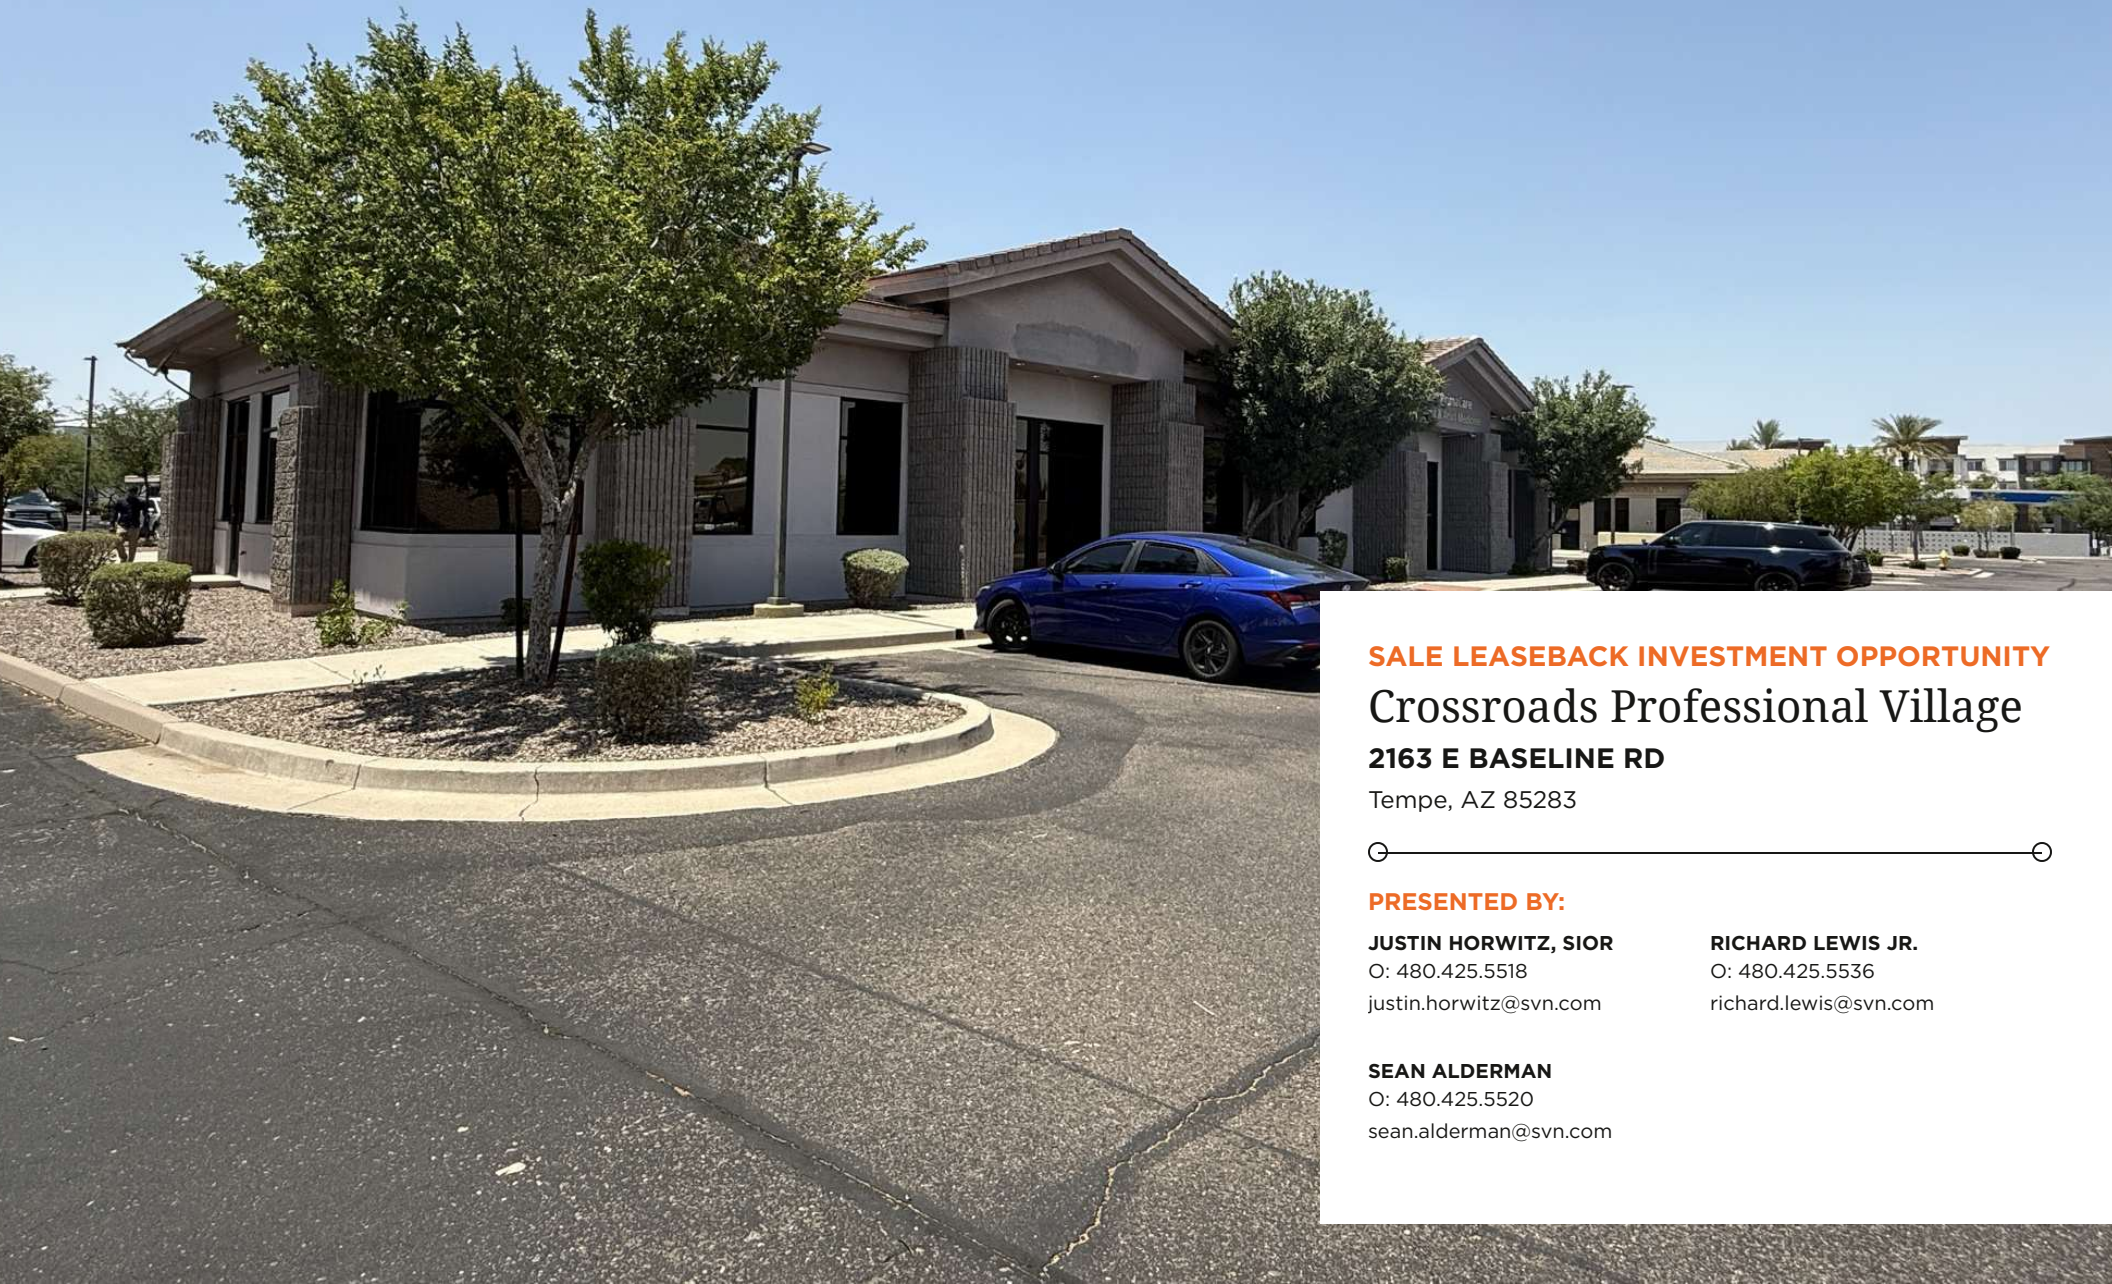 SALE LEASEBACK INVESTMENT OPPORTUNITY
Crossroads Professional Village
2163 E BASELINE RD
Tempe, AZ 85283
PRESENTED BY:
JUSTIN HORWITZ, SIOR
O: 480.425.5518
justin.horwitz@svn.com
RICHARD LEWIS JR.
O: 480.425.5536
richard.lewis@svn.com
SEAN ALDERMAN
O: 480.425.5520
sean.alderman@svn.com